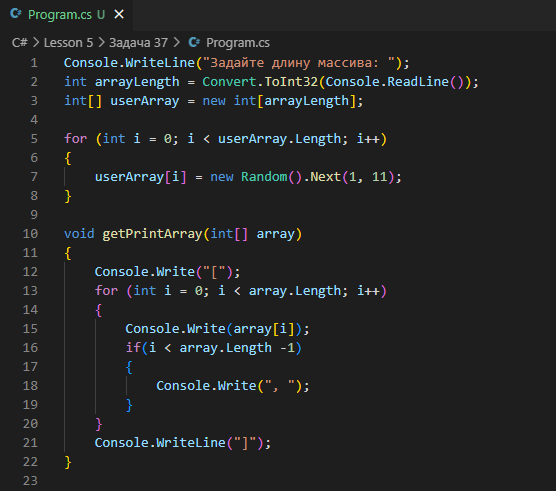 Program.cs U
C# > Lesson 5 > Задача 37 > Program.cs
1 Console.WriteLine("Задайте длину массива: ");
2 int arrayLength = Convert.ToInt32(Console.ReadLine());
3 int[] userArray = new int[arrayLength];
4
5 for (int i = 0; i < userArray.Length; i++)
6 {
7     userArray[i] = new Random().Next(1, 11);
8 }
9
10 void getPrintArray(int[] array)
11 {
12     Console.Write("[");
13     for (int i = 0; i < array.Length; i++)
14     {
15         Console.Write(array[i]);
16         if(i < array.Length -1)
17         {
18             Console.Write(", ");
19         }
20     }
21     Console.WriteLine("]");
22 }
23